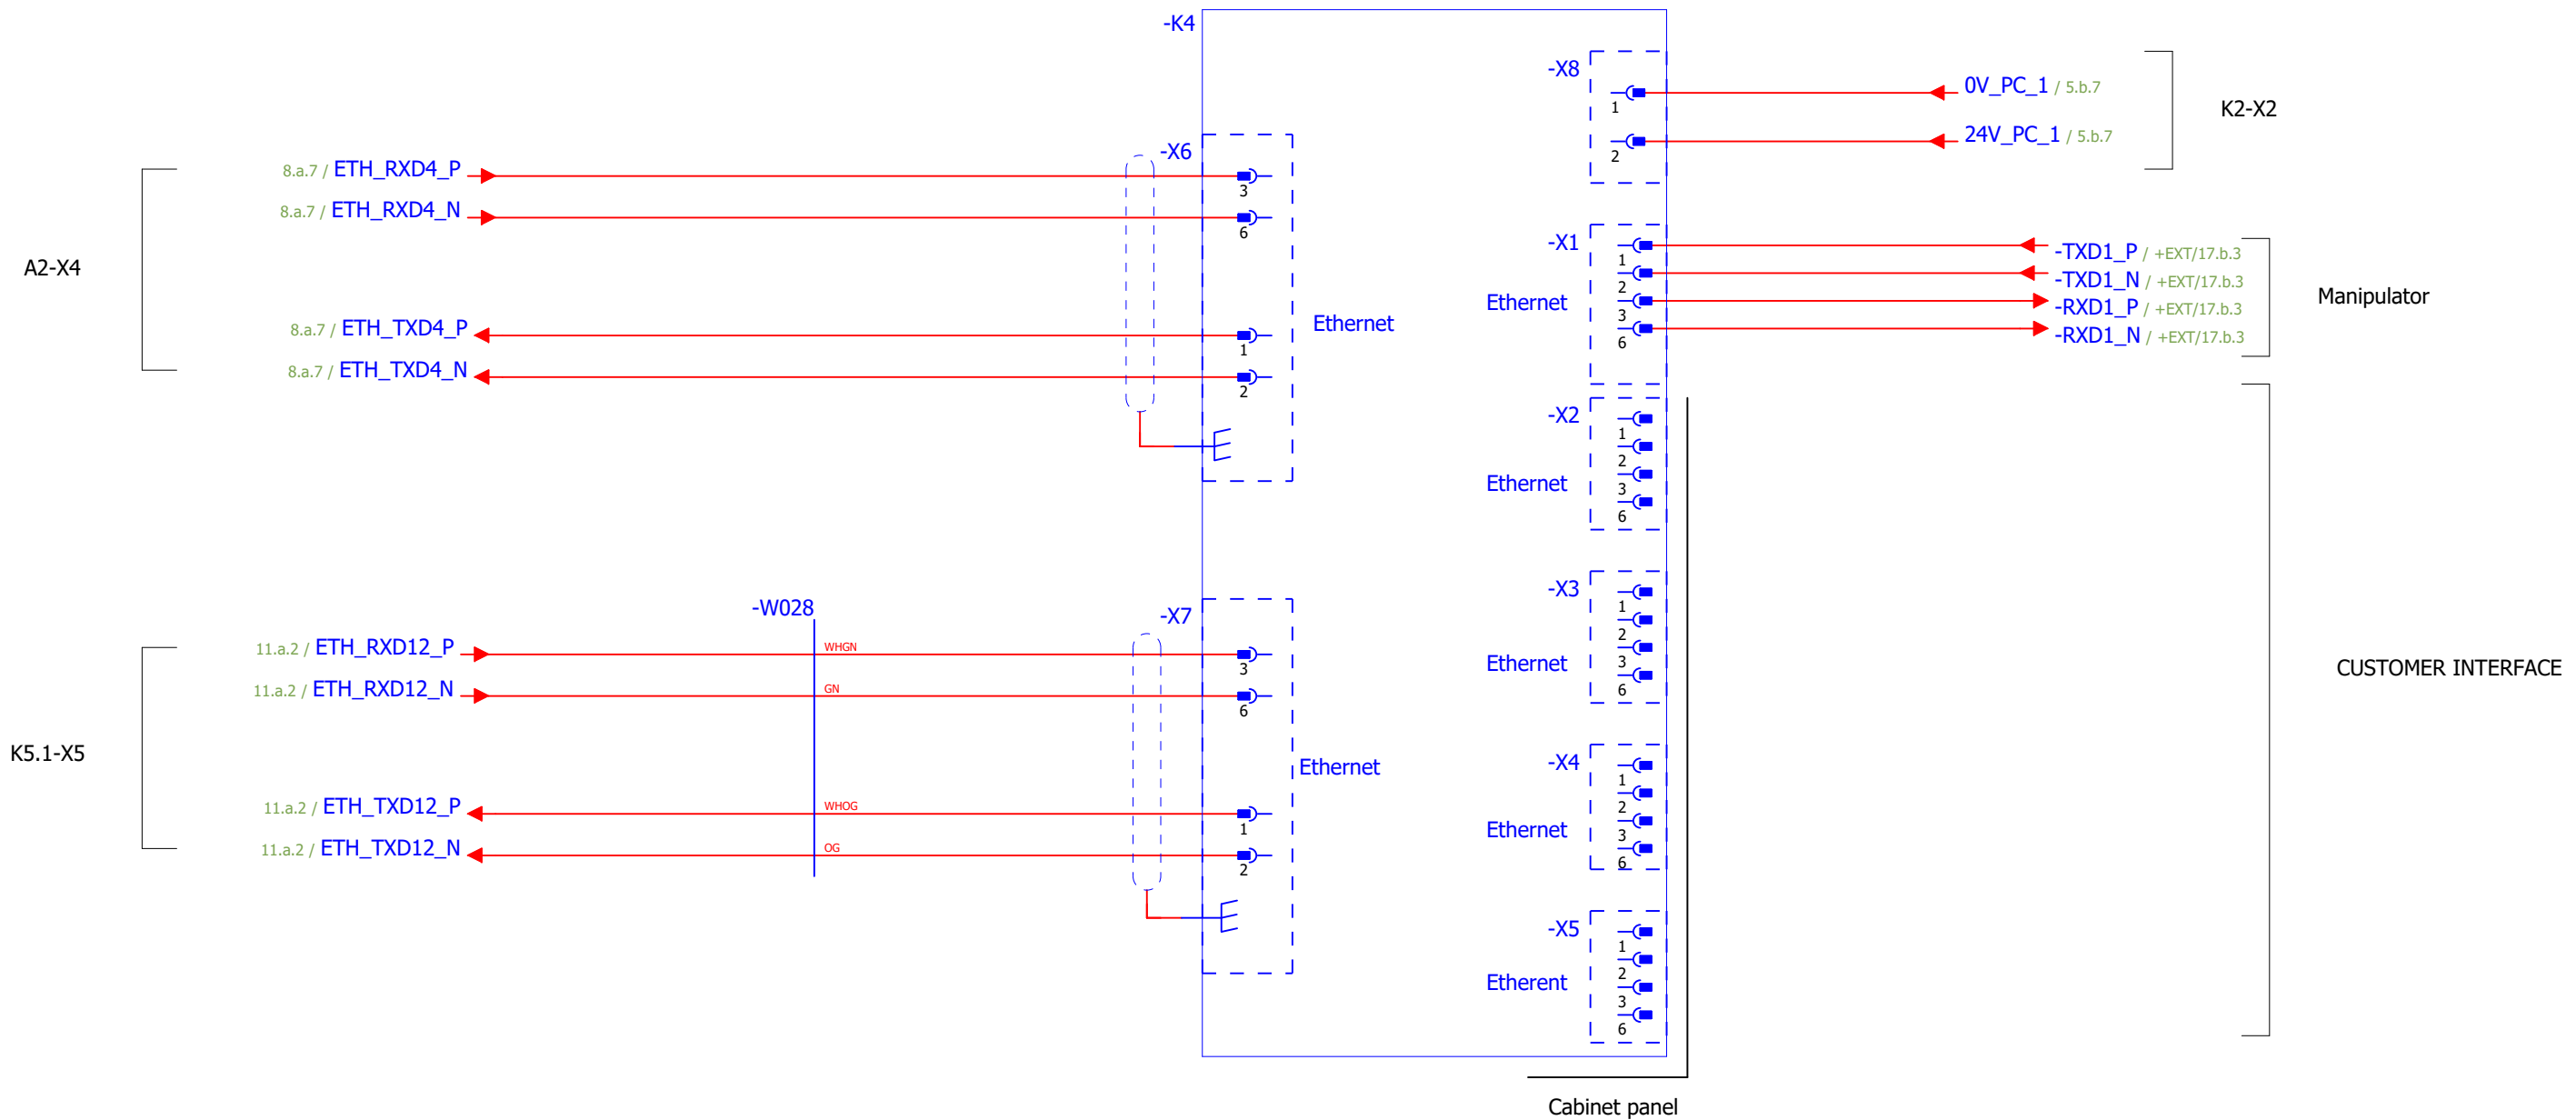 -K4
-X8
1
0V_PC_1 / 5.b.7
2
24V_PC_1 / 5.b.7
K2-X2
A2-X4
8.a.7 / ETH_RXD4_P
8.a.7 / ETH_RXD4_N
8.a.7 / ETH_TXD4_P
8.a.7 / ETH_TXD4_N
-X6
3
6
1
2
Ethernet
-X1
1
2
3
6
Ethernet
-TXD1_P / +EXT/17.b.3
-TXD1_N / +EXT/17.b.3
-RXD1_P / +EXT/17.b.3
-RXD1_N / +EXT/17.b.3
Manipulator
-X2
1
2
3
6
Ethernet
-X3
1
2
3
6
Ethernet
-X4
1
2
3
6
Ethernet
-X5
1
2
3
6
Etherent
CUSTOMER INTERFACE
K5.1-X5
11.a.2 / ETH_RXD12_P
11.a.2 / ETH_RXD12_N
11.a.2 / ETH_TXD12_P
11.a.2 / ETH_TXD12_N
-W028
WHGN
GN
WHOG
OG
-X7
3
6
1
2
Ethernet
Cabinet panel